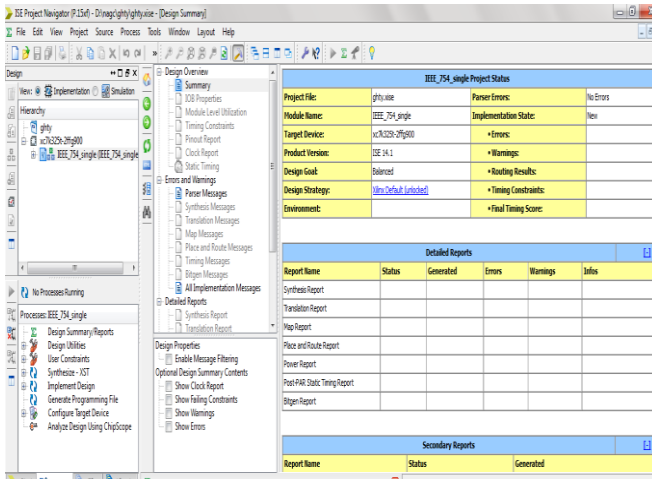 ISE Project Navigator (P.15xf) - D:\nagc\ghty\ghty.xise - [Design Summary]
File Edit View Project Source Process Tools Window Layout Help
Design
View: Implementation Simulation
Hierarchy
ghty
xc7k325t-2ffg900
IEEE_754_single (IEEE_754_single
No Processes Running
Processes: IEEE_754_single
Design Summary/Reports
Design Utilities
User Constraints
Synthesize - XST
Implement Design
Generate Programming File
Configure Target Device
Analyze Design Using ChipScope
Design Overview
Summary
IOB Properties
Module Level Utilization
Timing Constraints
Pinout Report
Clock Report
Static Timing
Errors and Warnings
Parser Messages
Synthesis Messages
Translation Messages
Map Messages
Place and Route Messages
Timing Messages
Bitgen Messages
All Implementation Messages
Detailed Reports
Synthesis Report
Translation Report
Design Properties
Enable Message Filtering
Optional Design Summary Contents
Show Clock Report
Show Failing Constraints
Show Warnings
Show Errors
IEEE_754_single Project Status
Project File: ghty.xise Parser Errors: No Errors
Module Name: IEEE_754_single Implementation State: New
Target Device: xc7k325t-2ffg900 • Errors:
Product Version: ISE 14.1 • Warnings:
Design Goal: Balanced • Routing Results:
Design Strategy: Xilinx Default (unlocked) • Timing Constraints:
Environment: • Final Timing Score:
Detailed Reports [-]
Report Name Status Generated Errors Warnings Infos
Synthesis Report
Translation Report
Map Report
Place and Route Report
Power Report
Post-PAR Static Timing Report
Bitgen Report
Secondary Reports [-]
Report Name Status Generated